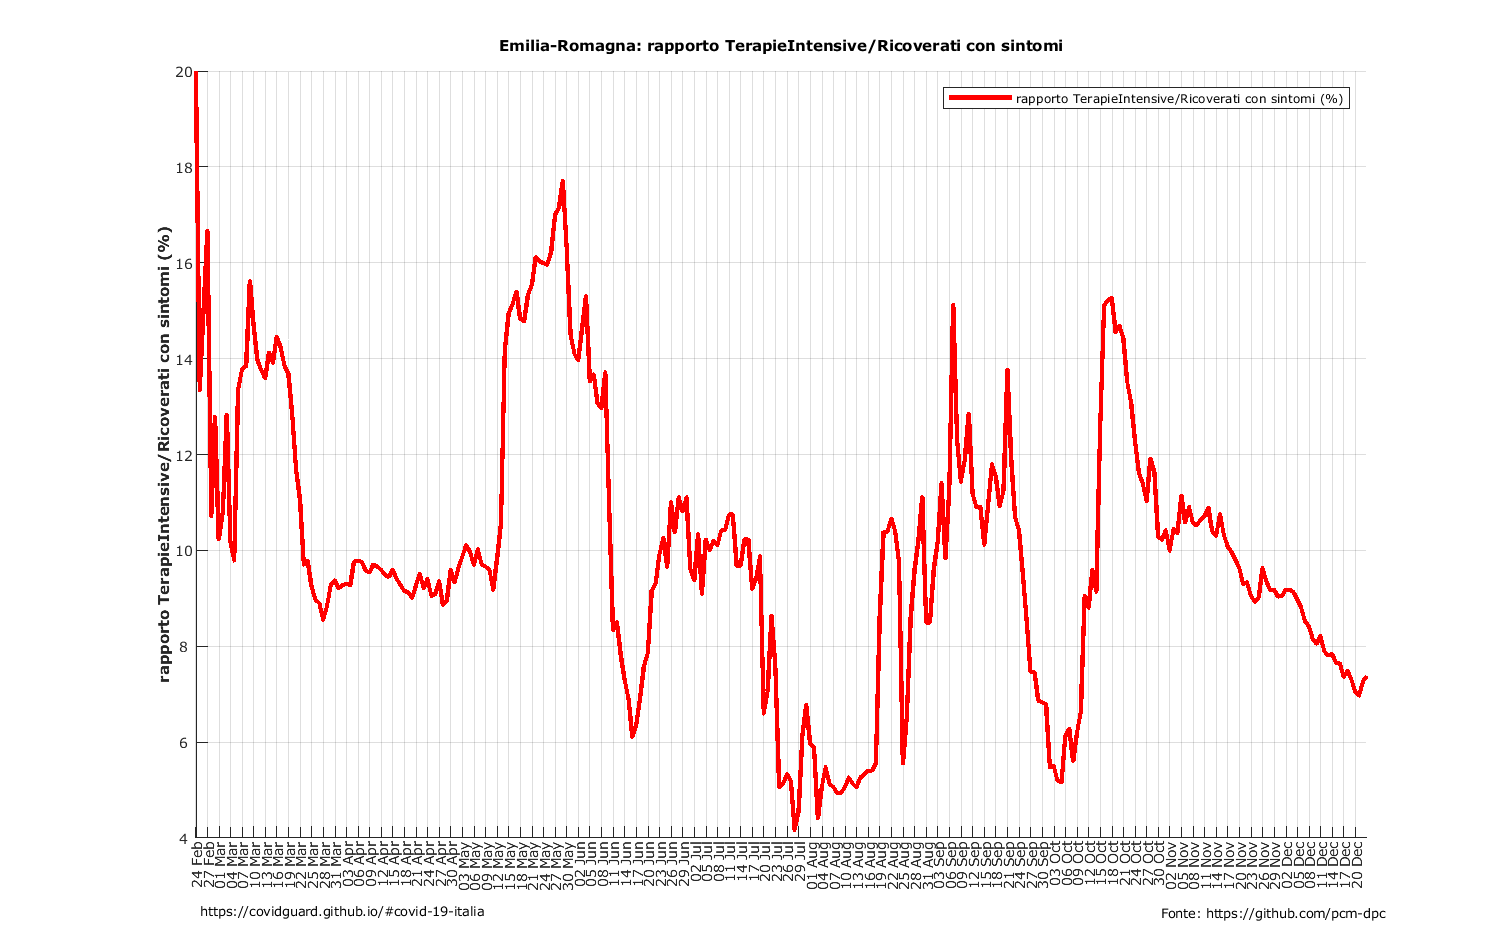 Emilia-Romagna: rapporto TerapieIntensive/Ricoverati con sintomi
rapporto TerapieIntensive/Ricoverati con sintomi (%)
rapporto TerapieIntensive/Ricoverati con sintomi (%)
20
18
16
14
12
10
8
6
4
24 Feb
27 Feb
01 Mar
04 Mar
07 Mar
10 Mar
13 Mar
16 Mar
19 Mar
22 Mar
25 Mar
28 Mar
31 Mar
03 Apr
06 Apr
09 Apr
12 Apr
15 Apr
18 Apr
21 Apr
24 Apr
27 Apr
30 Apr
03 May
06 May
09 May
12 May
15 May
18 May
21 May
24 May
27 May
30 May
02 Jun
05 Jun
08 Jun
11 Jun
14 Jun
17 Jun
20 Jun
23 Jun
26 Jun
29 Jun
02 Jul
05 Jul
08 Jul
11 Jul
14 Jul
17 Jul
20 Jul
23 Jul
26 Jul
29 Jul
01 Aug
04 Aug
07 Aug
10 Aug
13 Aug
16 Aug
19 Aug
22 Aug
25 Aug
28 Aug
31 Aug
03 Sep
06 Sep
09 Sep
12 Sep
15 Sep
18 Sep
21 Sep
24 Sep
27 Sep
30 Sep
03 Oct
06 Oct
09 Oct
12 Oct
15 Oct
18 Oct
21 Oct
24 Oct
27 Oct
30 Oct
02 Nov
05 Nov
08 Nov
11 Nov
14 Nov
17 Nov
20 Nov
23 Nov
26 Nov
29 Nov
02 Dec
05 Dec
08 Dec
11 Dec
14 Dec
17 Dec
20 Dec
https://covidguard.github.io/#covid-19-italia
Fonte: https://github.com/pcm-dpc